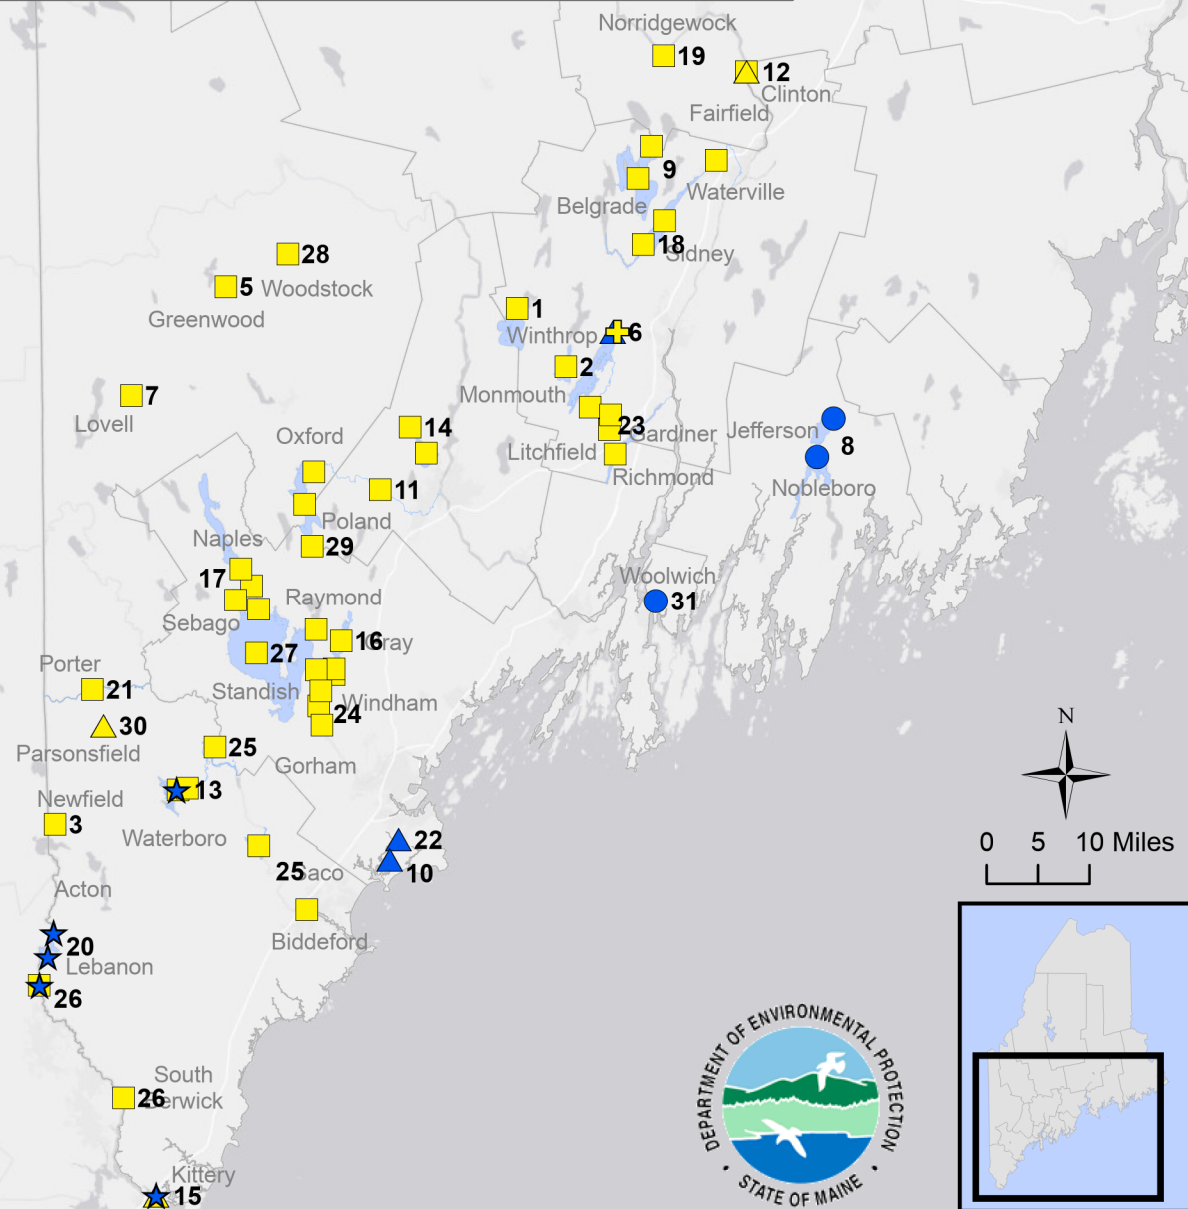 Norridgewock
19
12
Clinton
Fairfield
9
Waterville
Belgrade
18
Sidney
28
5
Woodstock
Greenwood
1
Winthrop
6
2
Monmouth
7
Lovell
14
Oxford
23
Gardiner
Jefferson
8
Litchfield
Richmond
Nobleboro
11
Poland
Naples
29
17
Woolwich
31
Raymond
Sebago
16
Gray
27
Porter
21
Standish
Windham
24
30
Parsonsfield
25
Gorham
13
Newfield
3
Waterboro
22
10
25
Saco
Acton
Biddeford
20
Lebanon
26
South
Berwick
26
Kittery
15
N
0 5 10 Miles
DEPARTMENT OF ENVIRONMENTAL PROTECTION
• STATE OF MAINE •